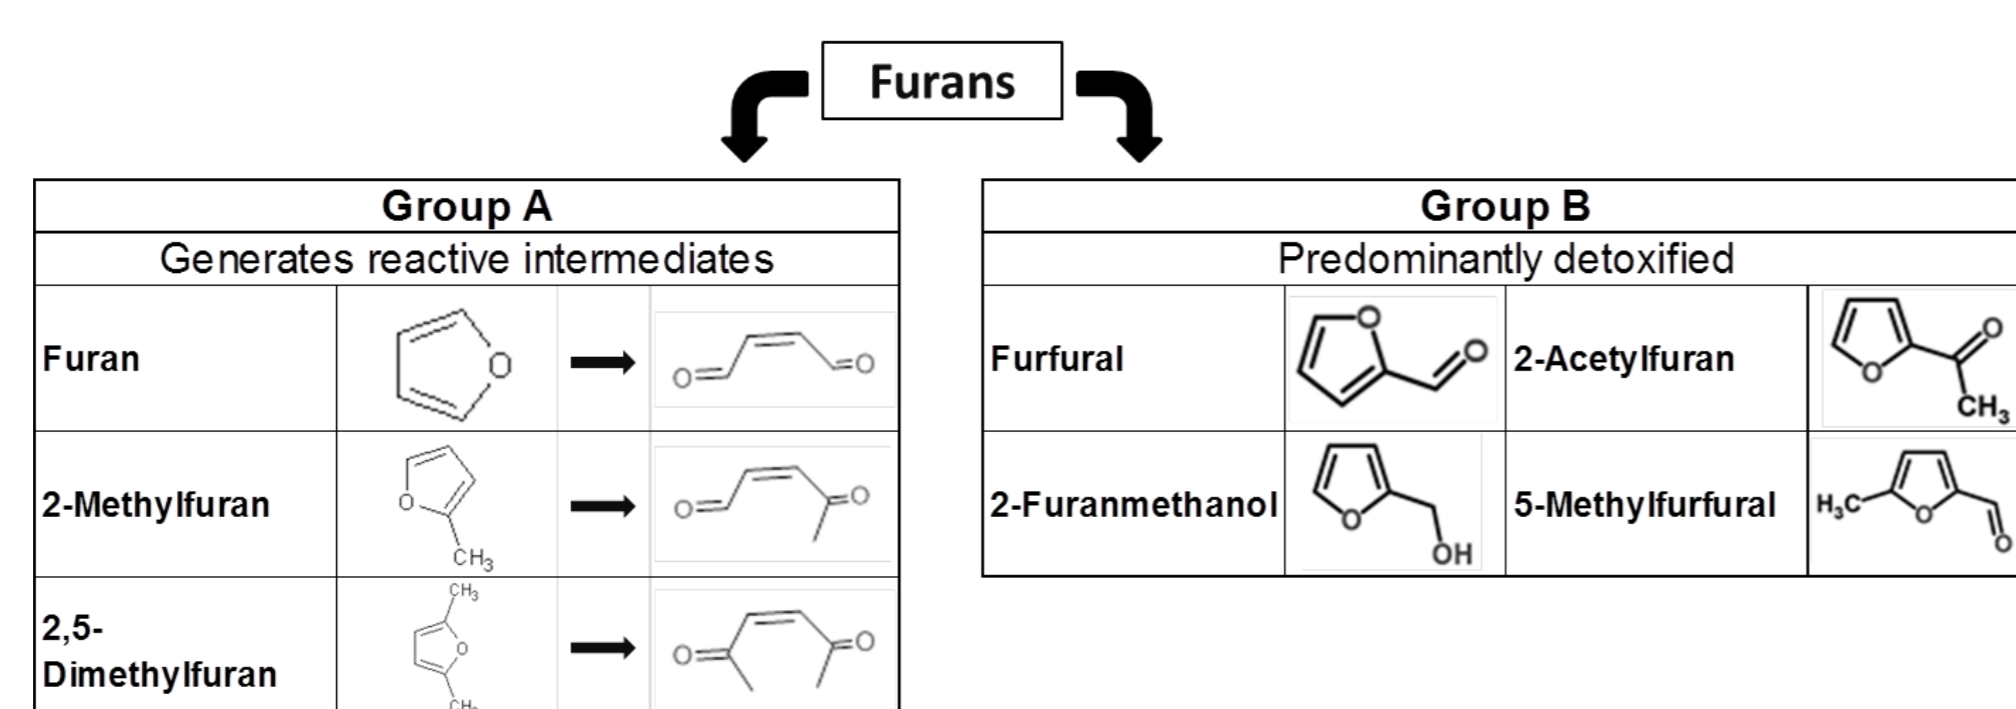 Furans
Group A
Generates reactive intermediates
Furan
O
O
O
2-Methylfuran
O
CH3
O
O
2,5-
Dimethylfuran
CH3
O
CH3
O
O
Group B
Predominantly detoxified
Furfural
O
O
2-Acetylfuran
O
O
CH3
2-Furanmethanol
O
OH
5-Methylfurfural
H3C
O
O